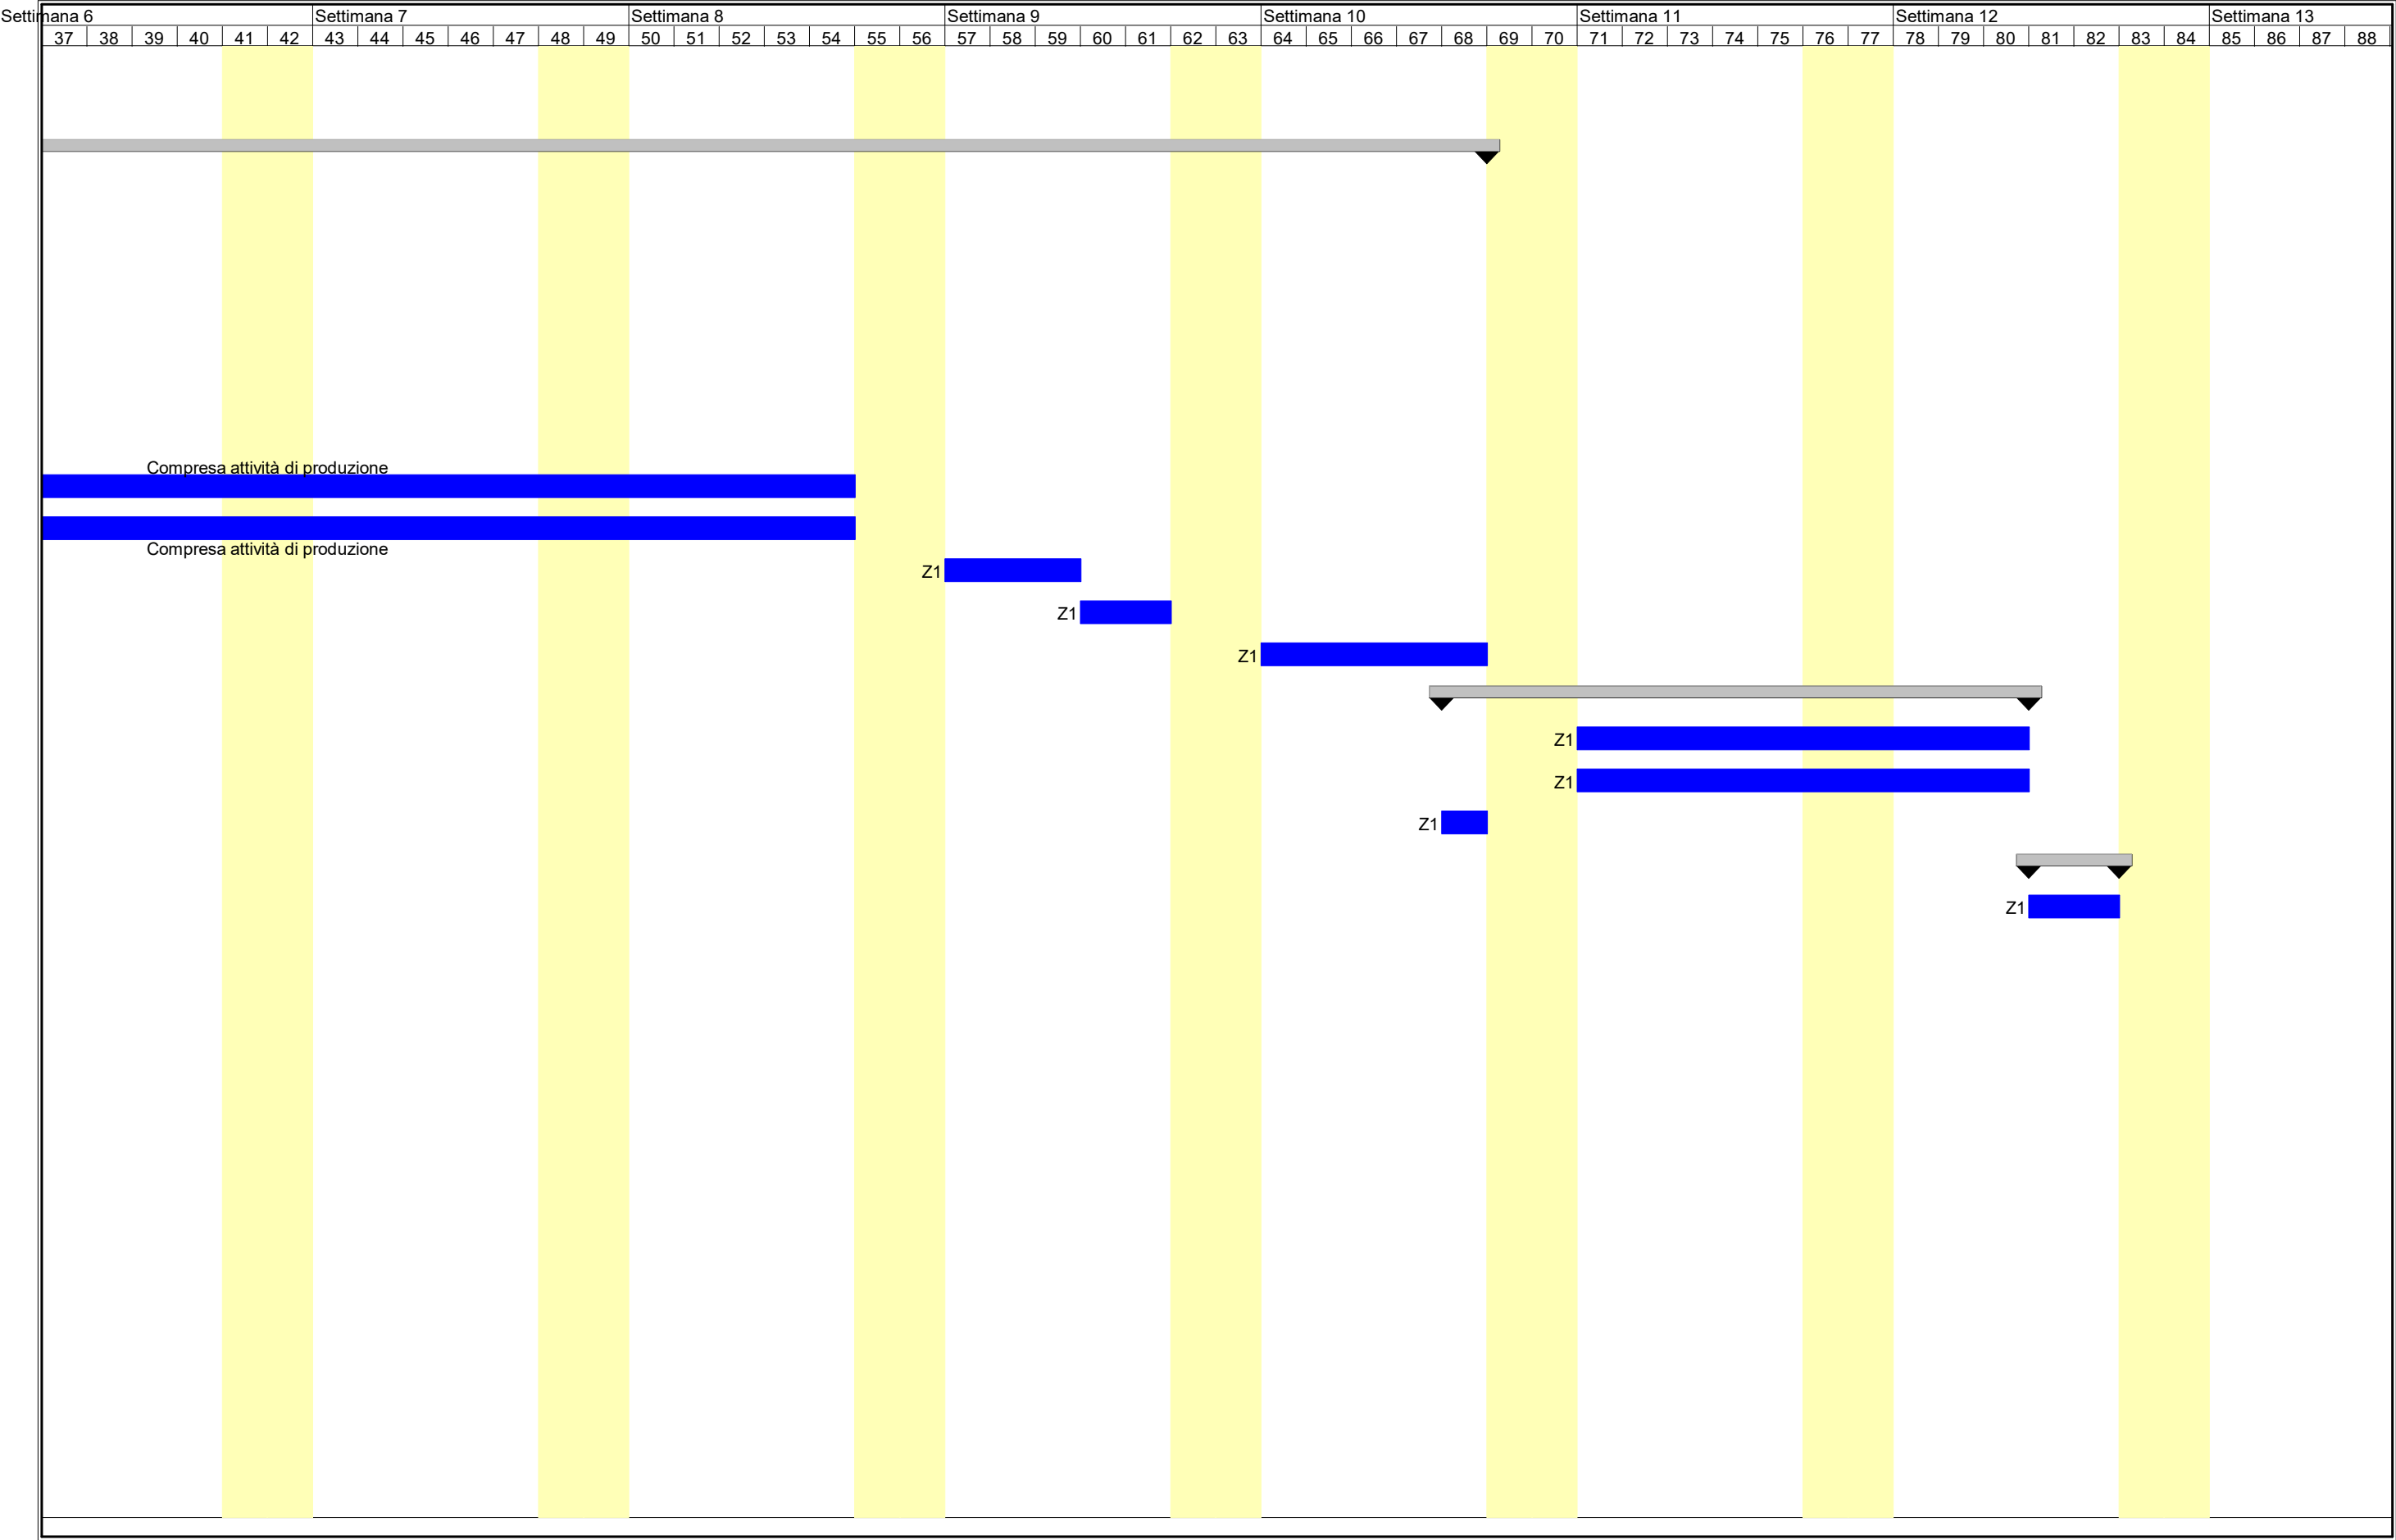 Settimana 6 Settimana 7 Settimana 8 Settimana 9 Settimana 10 Settimana 11 Settimana 12 Settimana 13
37 38 39 40 41 42 43 44 45 46 47 48 49 50 51 52 53 54 55 56 57 58 59 60 61 62 63 64 65 66 67 68 69 70 71 72 73 74 75 76 77 78 79 80 81 82 83 84 85 86 87 88
Compresa attività di produzione
Compresa attività di produzione
Z1
Z1
Z1
Z1
Z1
Z1
Z1